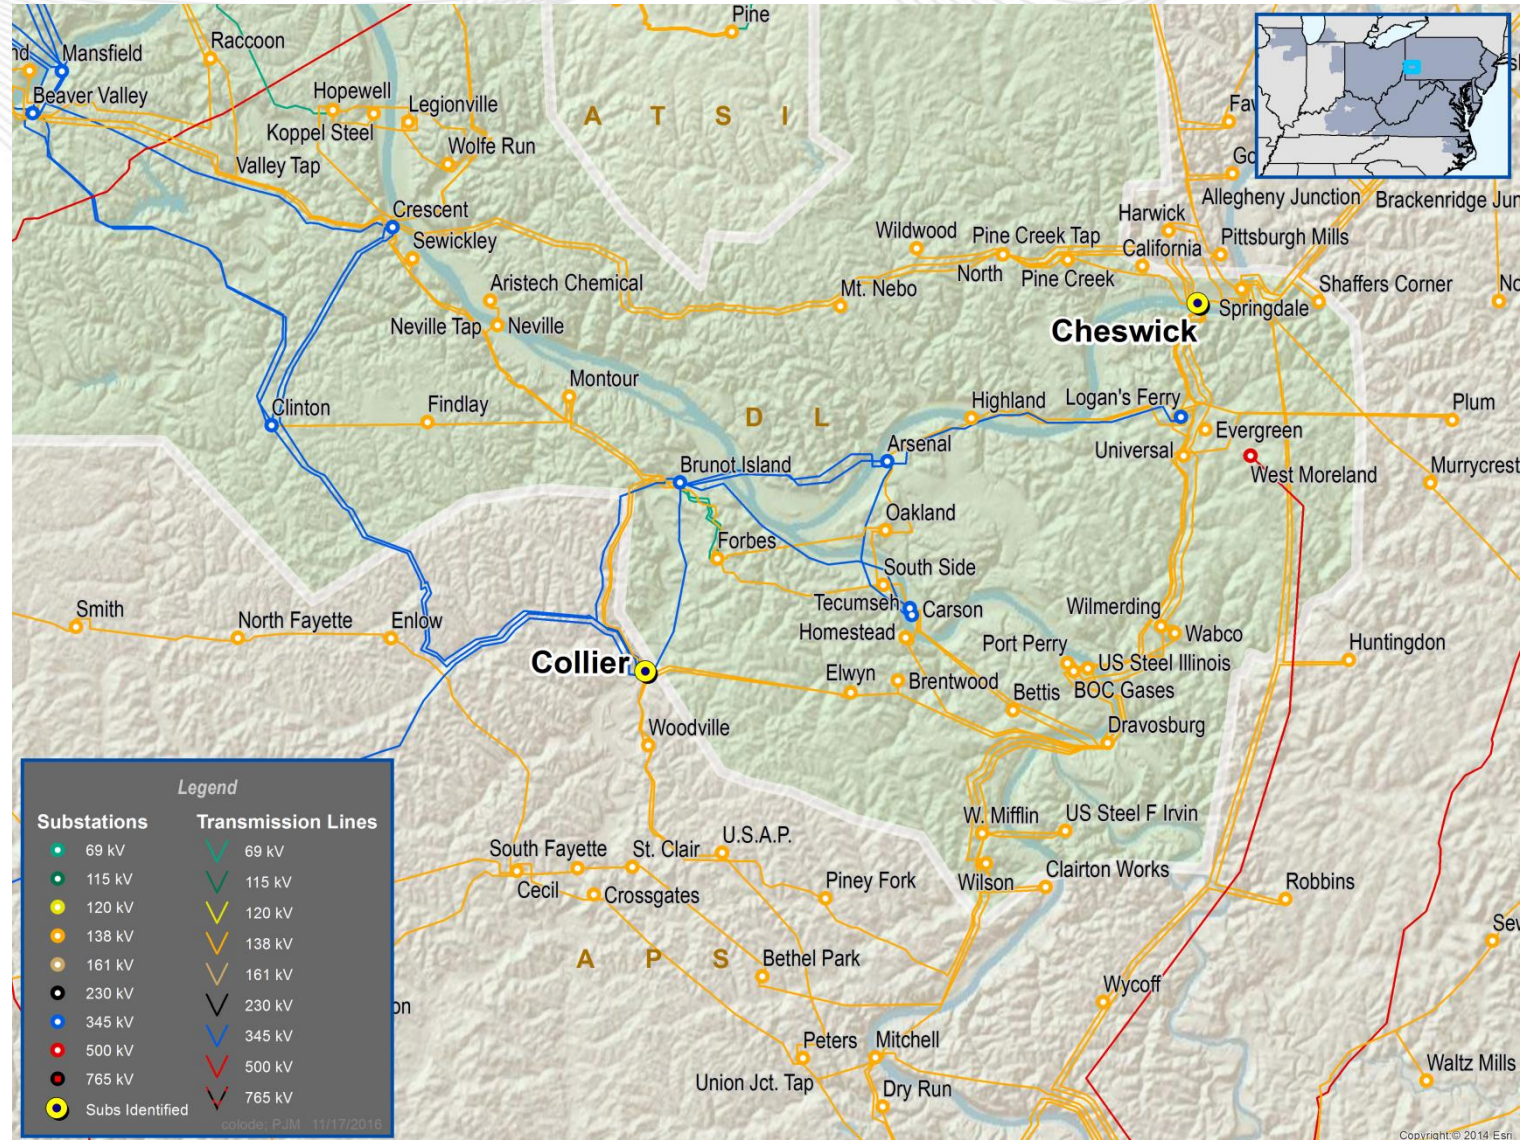 Pine
Raccoon
Mansfield
Beaver Valley
Hopewell
Legionville
Koppel Steel
Wolfe Run
Valley Tap
A T S I
Crescent
Sewickley
Aristech Chemical
Neville Tap
Neville
Wildwood
Pine Creek Tap
North
Pine Creek
Mt. Nebo
Harwick
California
Allegheny Junction
Brackenridge Jun
Pittsburgh Mills
Shaffers Corner
Springdale
Cheswick
Montour
Findlay
Clinton
D L
Highland
Logan's Ferry
Plum
Evergreen
Universal
West Moreland
Murrycrest
Arsenal
Brunot Island
Oakland
Forbes
South Side
Tecumseh
Carson
Homestead
Smith
North Fayette
Enlow
Collier
Wilmerding
Wabco
Port Perry
US Steel Illinois
BOC Gases
Huntingdon
Elwyn
Brentwood
Bettis
Dravosburg
Woodville
W. Mifflin
US Steel F Irvin
U.S.A.P.
South Fayette
St. Clair
Cecil
Crossgates
Piney Fork
Wilson
Clairton Works
Robbins
A P S
Bethel Park
Wycoff
Peters
Mitchell
Union Jct. Tap
Dry Run
Waltz Mills
Legend
Substations
69 kV
115 kV
120 kV
138 kV
161 kV
230 kV
345 kV
500 kV
765 kV
Subs Identified
Transmission Lines
69 kV
115 kV
120 kV
138 kV
161 kV
230 kV
345 kV
500 kV
765 kV
colode; PJM 11/17/2016
Copyright:© 2014 Esri